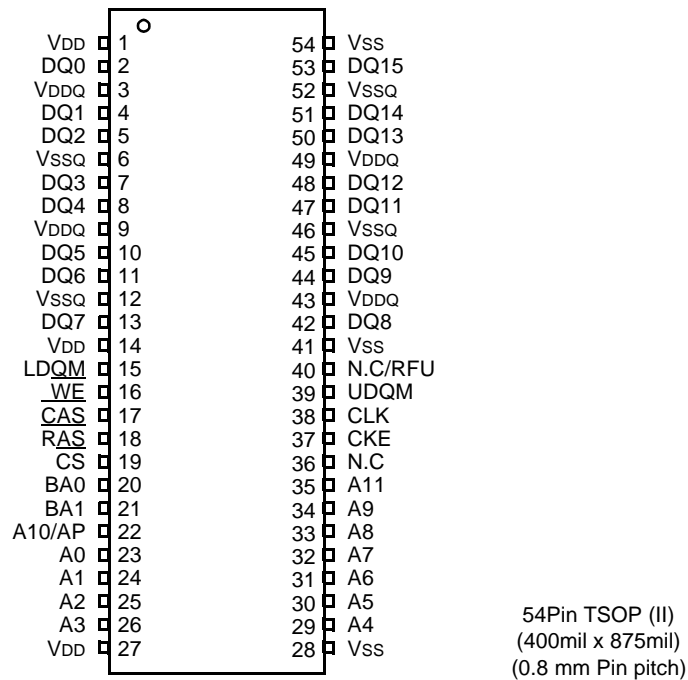 VDD 1 54 VSS
DQ0 2 53 DQ15
VDDQ 3 52 VSSQ
DQ1 4 51 DQ14
DQ2 5 50 DQ13
VSSQ 6 49 VDDQ
DQ3 7 48 DQ12
DQ4 8 47 DQ11
VDDQ 9 46 VSSQ
DQ5 10 45 DQ10
DQ6 11 44 DQ9
VSSQ 12 43 VDDQ
DQ7 13 42 DQ8
VDD 14 41 VSS
LDQM 15 40 N.C/RFU
WE 16 39 UDQM
CAS 17 38 CLK
RAS 18 37 CKE
CS 19 36 N.C
BA0 20 35 A11
BA1 21 34 A9
A10/AP 22 33 A8
A0 23 32 A7
A1 24 31 A6
A2 25 30 A5
A3 26 29 A4
VDD 27 28 VSS
54Pin TSOP (II)
(400mil x 875mil)
(0.8 mm Pin pitch)